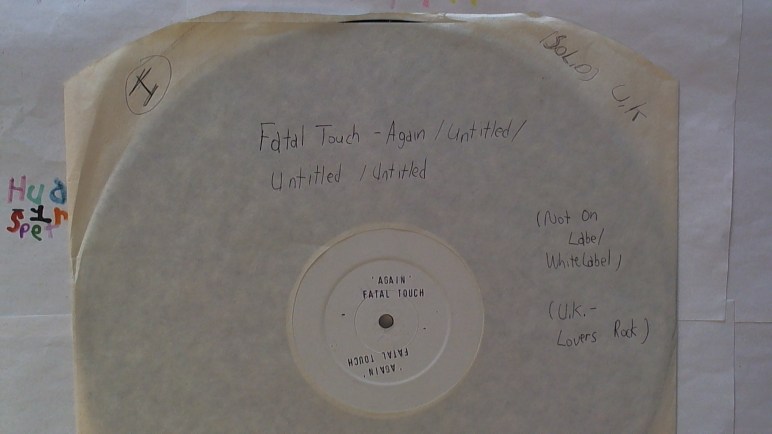 (SOLID) U.K
Fatal Touch - Again / Untitled /
Untitled / Untitled
(Not On
Label
White Label)
(U.K.-
Lovers Rock)
'AGAIN'
FATAL TOUCH
'AGAIN'
FATAL TOUCH